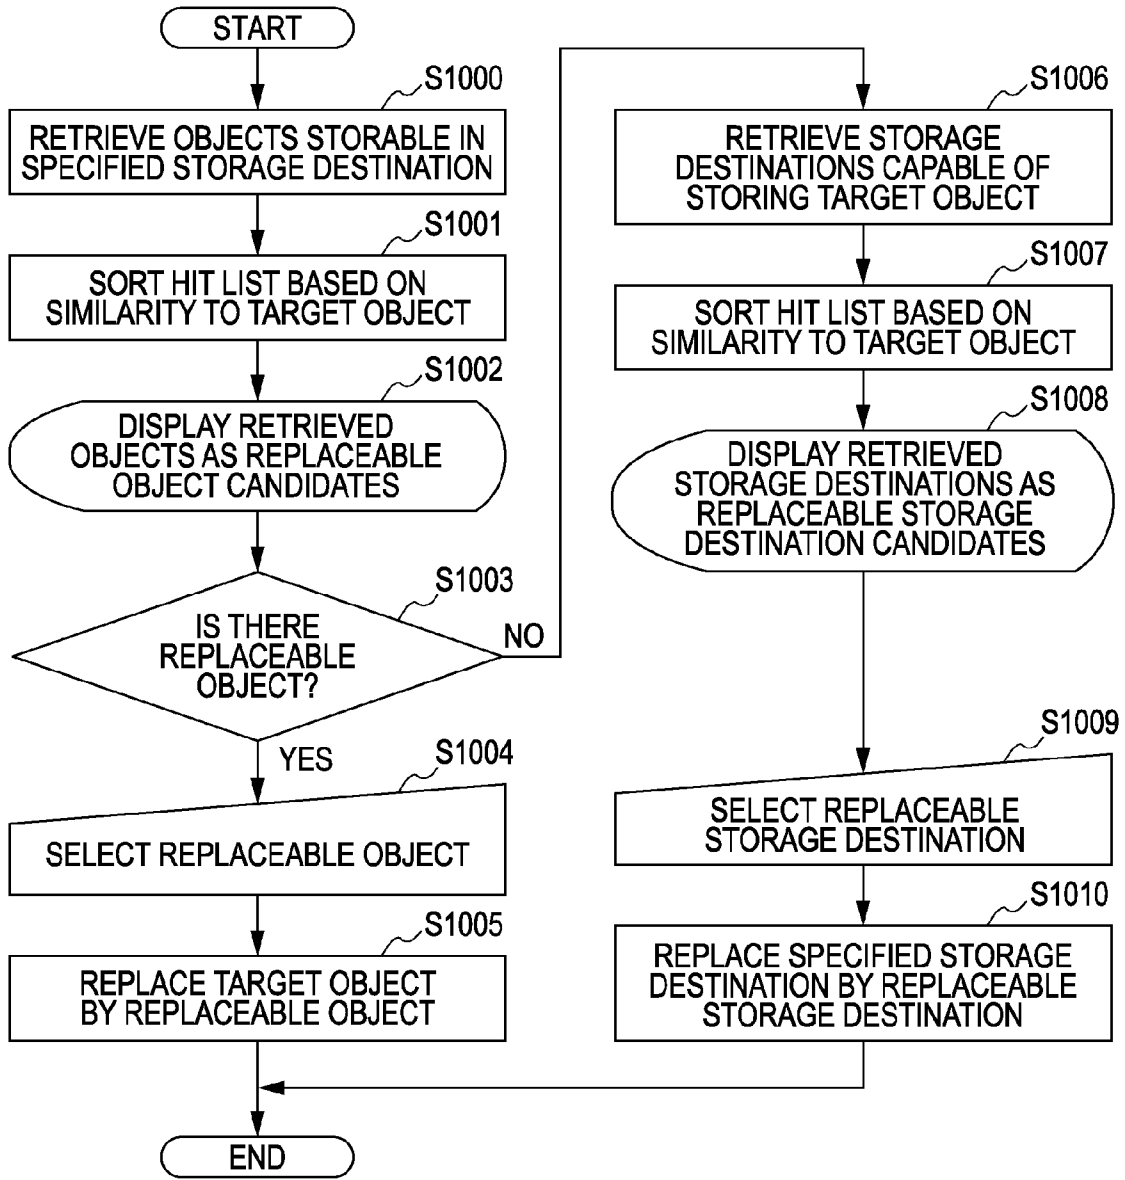 START
S1000
RETRIEVE OBJECTS STORABLE IN
SPECIFIED STORAGE DESTINATION
S1001
SORT HIT LIST BASED ON
SIMILARITY TO TARGET OBJECT
S1002
DISPLAY RETRIEVED
OBJECTS AS REPLACEABLE
OBJECT CANDIDATES
S1003
IS THERE
REPLACEABLE
OBJECT?
NO
YES
S1004
SELECT REPLACEABLE OBJECT
S1005
REPLACE TARGET OBJECT
BY REPLACEABLE OBJECT
S1006
RETRIEVE STORAGE
DESTINATIONS CAPABLE OF
STORING TARGET OBJECT
S1007
SORT HIT LIST BASED ON
SIMILARITY TO TARGET OBJECT
S1008
DISPLAY RETRIEVED
STORAGE DESTINATIONS AS
REPLACEABLE STORAGE
DESTINATION CANDIDATES
S1009
SELECT REPLACEABLE
STORAGE DESTINATION
S1010
REPLACE SPECIFIED STORAGE
DESTINATION BY REPLACEABLE
STORAGE DESTINATION
END